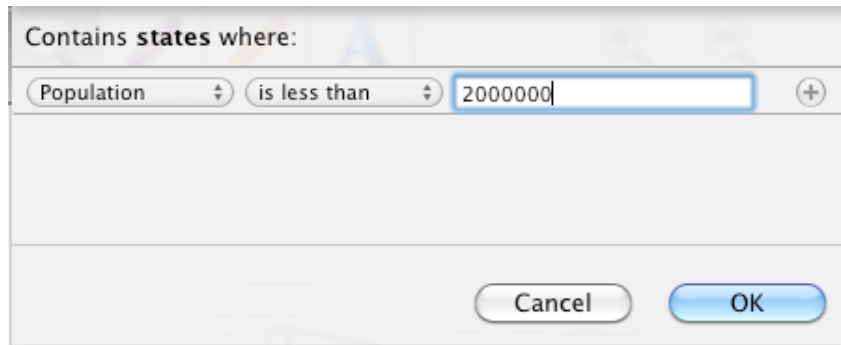 Contains states where:
Population is less than 2000000
Cancel OK